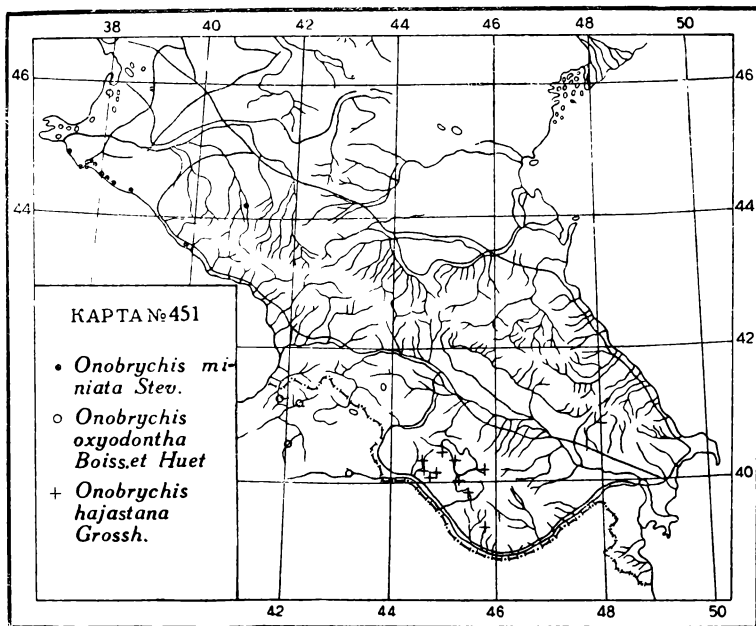 38 40 42 44 46 48 50
46 46
44 44
КАРТА №451
42
• Onobrychis mi-
niata Stev.
○ Onobrychis
oxyodontha
Boiss.et Huet
40
+ Onobrychis
hajastana
Grossh.
42 44 46 48 50